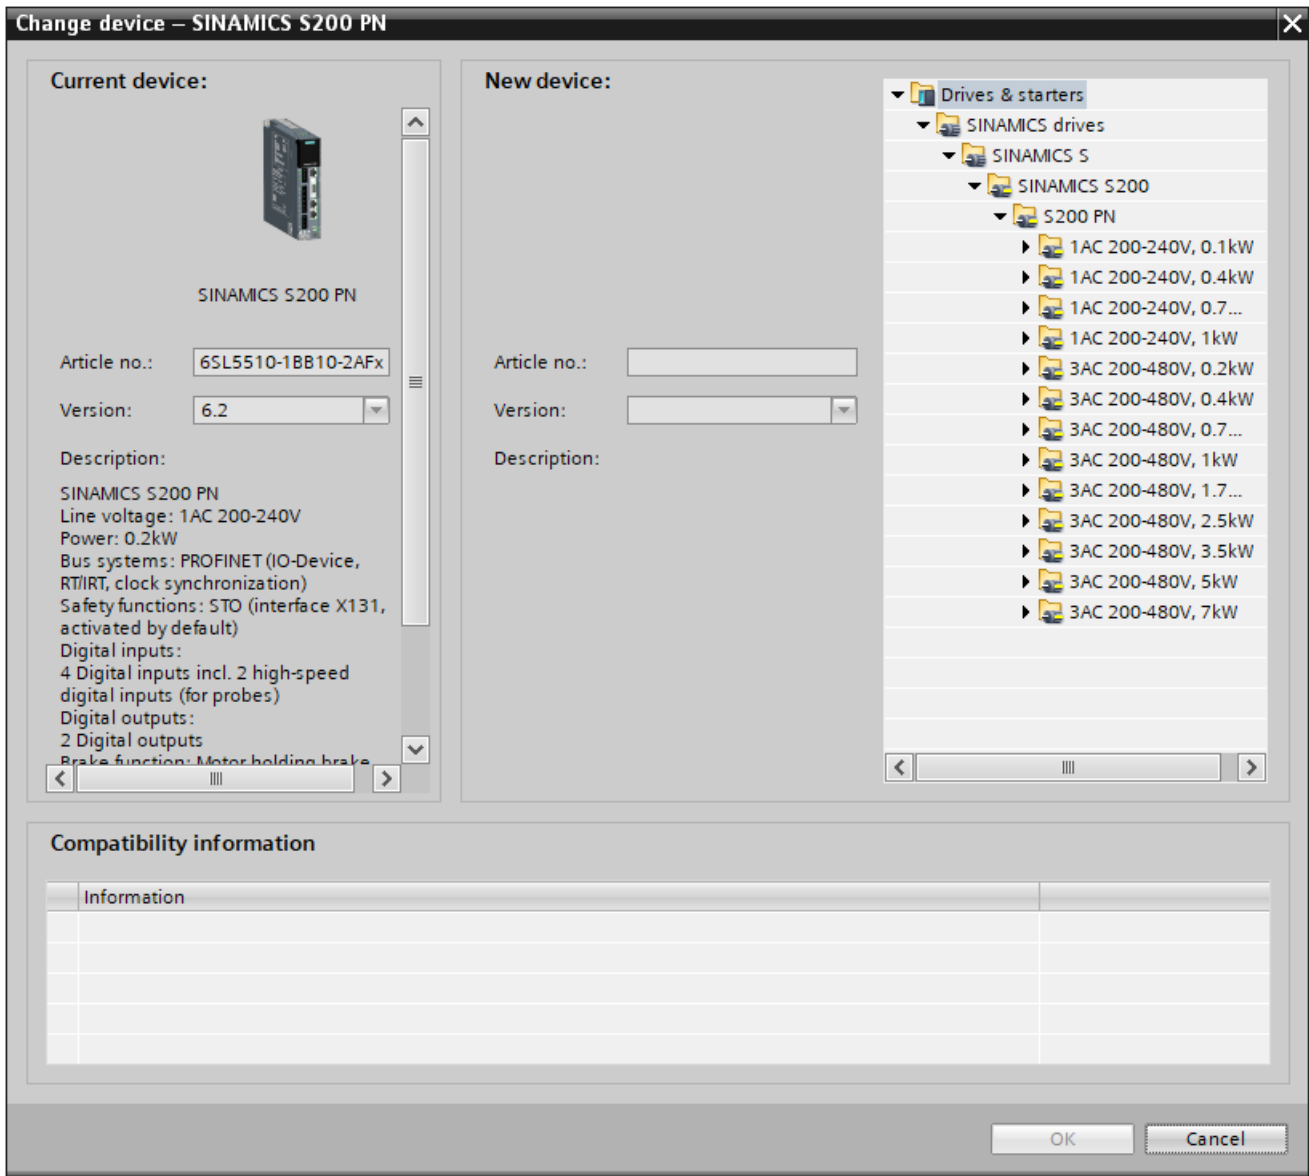 Change device – SINAMICS S200 PN
Current device:
SINAMICS S200 PN
Article no.: 6SL5510-1BB10-2AFx
Version: 6.2
Description:
SINAMICS S200 PN
Line voltage: 1AC 200-240V
Power: 0.2kW
Bus systems: PROFINET (IO-Device,
RT/IRT, clock synchronization)
Safety functions: STO (interface X131,
activated by default)
Digital inputs:
4 Digital inputs incl. 2 high-speed
digital inputs (for probes)
Digital outputs:
2 Digital outputs
Brake function: Motor holding brake
New device:
Article no.:
Version:
Description:
Drives & starters
SINAMICS drives
SINAMICS S
SINAMICS S200
S200 PN
1AC 200-240V, 0.1kW
1AC 200-240V, 0.4kW
1AC 200-240V, 0.7...
1AC 200-240V, 1kW
3AC 200-480V, 0.2kW
3AC 200-480V, 0.4kW
3AC 200-480V, 0.7...
3AC 200-480V, 1kW
3AC 200-480V, 1.7...
3AC 200-480V, 2.5kW
3AC 200-480V, 3.5kW
3AC 200-480V, 5kW
3AC 200-480V, 7kW
Compatibility information
Information
OK
Cancel